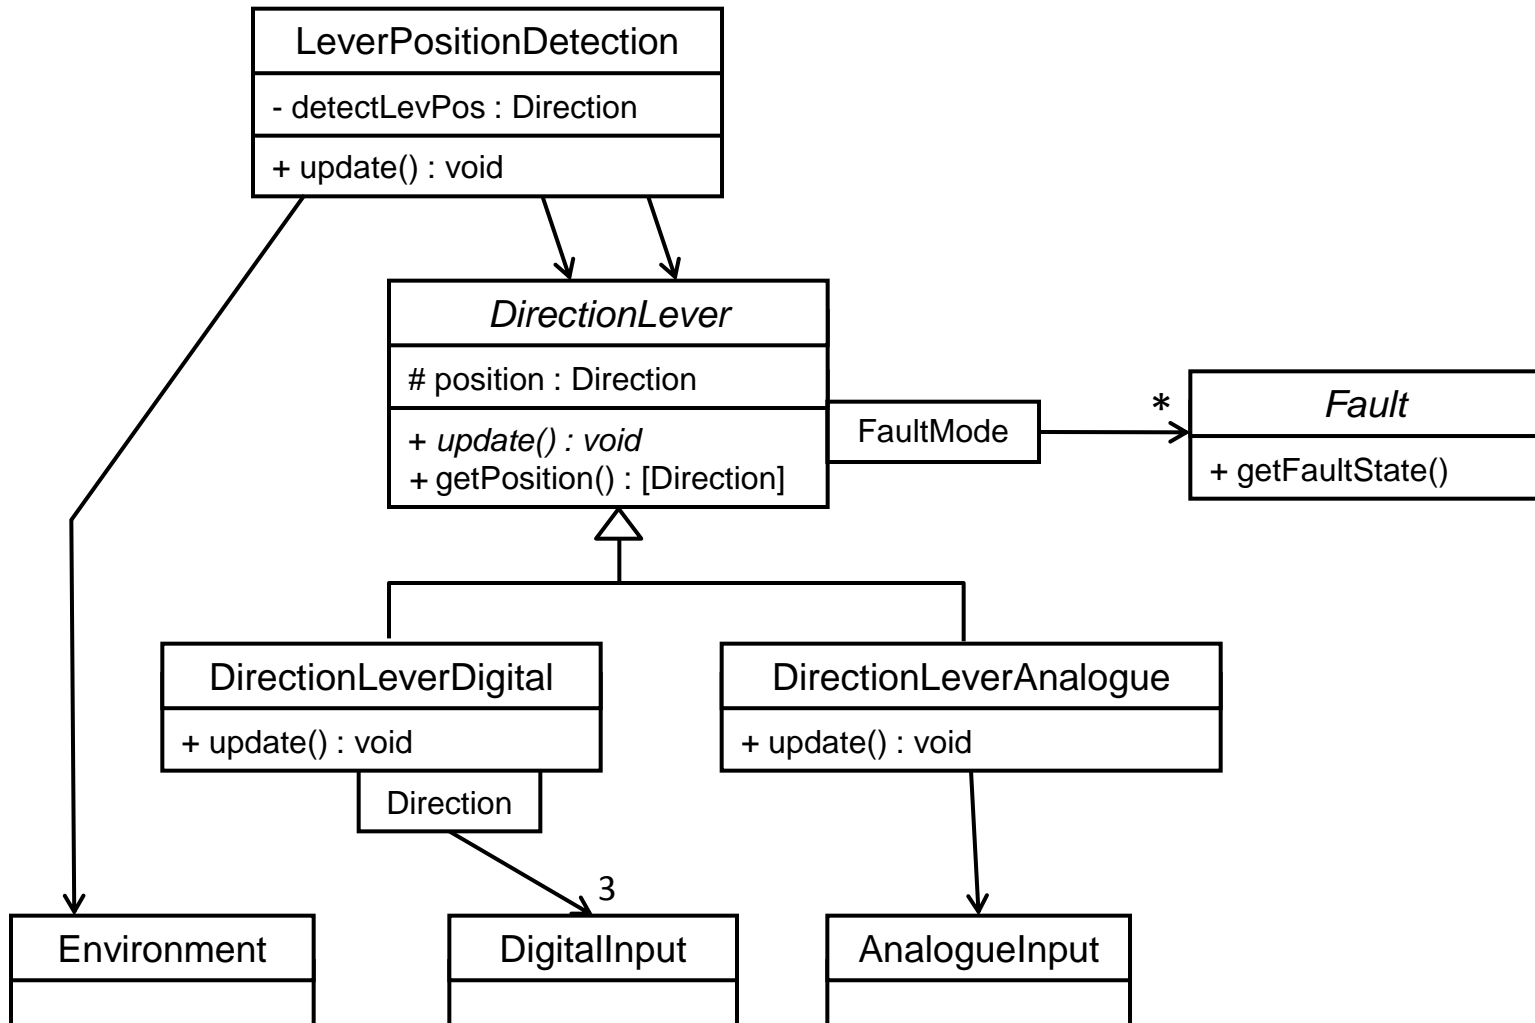 LeverPositionDetection
- detectLevPos : Direction
+ update() : void
DirectionLever
# position : Direction
+ update() : void
+ getPosition() : [Direction]
FaultMode
*
Fault
+ getFaultState()
DirectionLeverDigital
+ update() : void
Direction
DirectionLeverAnalogue
+ update() : void
3
Environment
DigitalInput
AnalogueInput